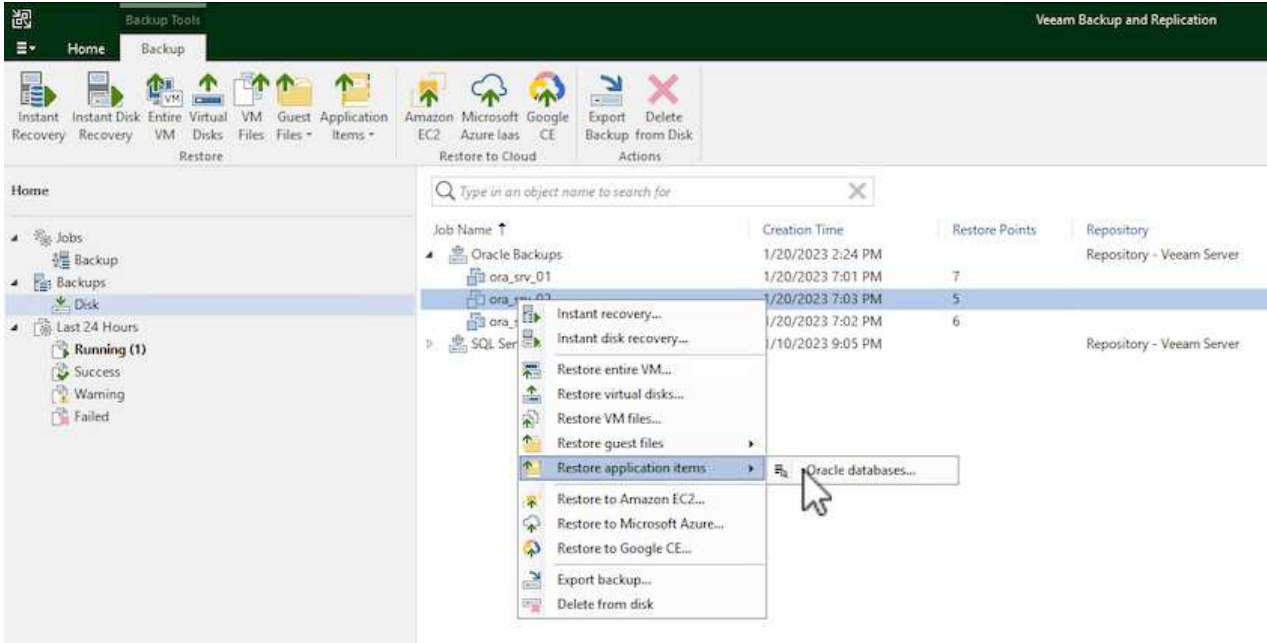 Backup Tools
Veeam Backup and Replication
Home Backup
Instant Recovery
Instant Disk Recovery
Entire VM
Virtual Disks
VM Files
Guest Files
Application Items
Restore
Amazon EC2
Microsoft Azure Iaas
Google CE
Restore to Cloud
Export Backup
Delete from Disk
Actions
Home
Jobs
Backup
Backups
Disk
Last 24 Hours
Running (1)
Success
Warning
Failed
Type in an object name to search for
Job Name Creation Time Restore Points Repository
Oracle Backups 1/20/2023 2:24 PM Repository - Veeam Server
ora_srv_01 1/20/2023 7:01 PM 7
ora_srv_02 1/20/2023 7:03 PM 5
ora_s 1/20/2023 7:02 PM 6
SQL Ser 1/10/2023 9:05 PM Repository - Veeam Server
Instant recovery...
Instant disk recovery...
Restore entire VM...
Restore virtual disks...
Restore VM files...
Restore guest files
Restore application items
Oracle databases...
Restore to Amazon EC2...
Restore to Microsoft Azure...
Restore to Google CE...
Export backup...
Delete from disk